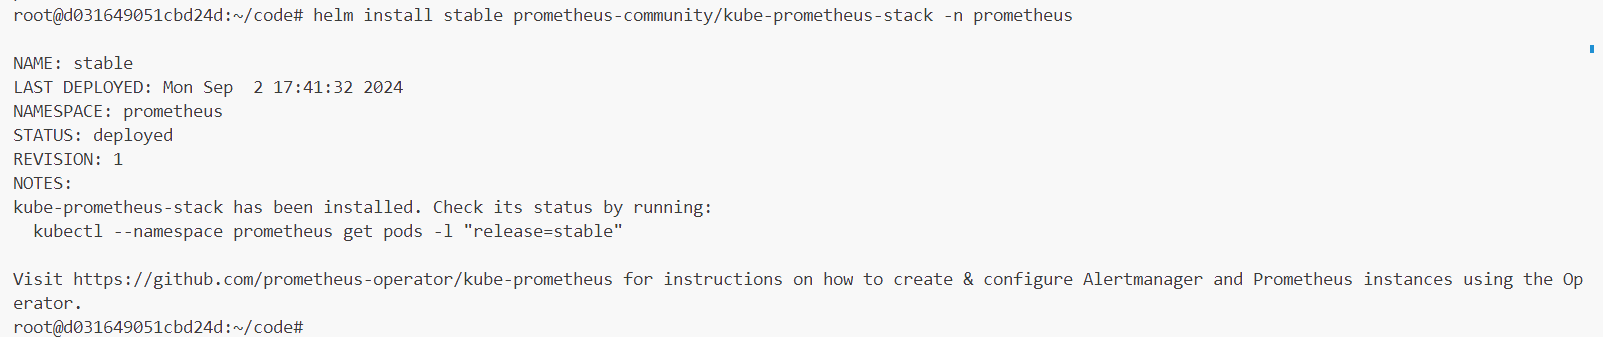 root@d031649051cbd24d:~/code# helm install stable prometheus-community/kube-prometheus-stack -n prometheus
NAME: stable
LAST DEPLOYED: Mon Sep  2 17:41:32 2024
NAMESPACE: prometheus
STATUS: deployed
REVISION: 1
NOTES:
kube-prometheus-stack has been installed. Check its status by running:
  kubectl --namespace prometheus get pods -l "release=stable"
Visit https://github.com/prometheus-operator/kube-prometheus for instructions on how to create & configure Alertmanager and Prometheus instances using the Op
erator.
root@d031649051cbd24d:~/code#